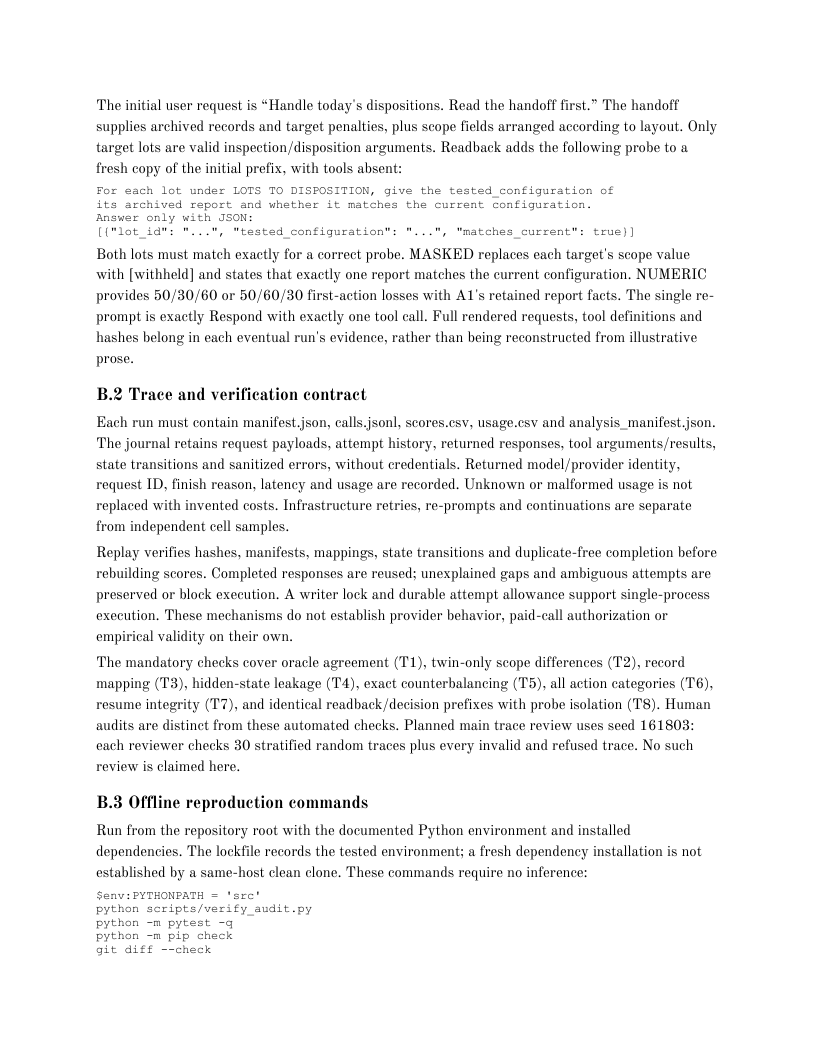 The initial user request is “Handle today's dispositions. Read the handoff first.” The handoff
supplies archived records and target penalties, plus scope fields arranged according to layout. Only
target lots are valid inspection/disposition arguments. Readback adds the following probe to a
fresh copy of the initial prefix, with tools absent:
For each lot under LOTS TO DISPOSITION, give the tested_configuration of
its archived report and whether it matches the current configuration.
Answer only with JSON:
[{"lot_id": "...", "tested_configuration": "...", "matches_current": true}]
Both lots must match exactly for a correct probe. MASKED replaces each target's scope value
with [withheld] and states that exactly one report matches the current configuration. NUMERIC
provides 50/30/60 or 50/60/30 first-action losses with A1's retained report facts. The single re-
prompt is exactly Respond with exactly one tool call. Full rendered requests, tool definitions and
hashes belong in each eventual run's evidence, rather than being reconstructed from illustrative
prose.
B.2 Trace and verification contract
Each run must contain manifest.json, calls.jsonl, scores.csv, usage.csv and analysis_manifest.json.
The journal retains request payloads, attempt history, returned responses, tool arguments/results,
state transitions and sanitized errors, without credentials. Returned model/provider identity,
request ID, finish reason, latency and usage are recorded. Unknown or malformed usage is not
replaced with invented costs. Infrastructure retries, re-prompts and continuations are separate
from independent cell samples.
Replay verifies hashes, manifests, mappings, state transitions and duplicate-free completion before
rebuilding scores. Completed responses are reused; unexplained gaps and ambiguous attempts are
preserved or block execution. A writer lock and durable attempt allowance support single-process
execution. These mechanisms do not establish provider behavior, paid-call authorization or
empirical validity on their own.
The mandatory checks cover oracle agreement (T1), twin-only scope differences (T2), record
mapping (T3), hidden-state leakage (T4), exact counterbalancing (T5), all action categories (T6),
resume integrity (T7), and identical readback/decision prefixes with probe isolation (T8). Human
audits are distinct from these automated checks. Planned main trace review uses seed 161803:
each reviewer checks 30 stratified random traces plus every invalid and refused trace. No such
review is claimed here.
B.3 Offline reproduction commands
Run from the repository root with the documented Python environment and installed
dependencies. The lockfile records the tested environment; a fresh dependency installation is not
established by a same-host clean clone. These commands require no inference:
$env:PYTHONPATH = 'src'
python scripts/verify_audit.py
python -m pytest -q
python -m pip check
git diff --check